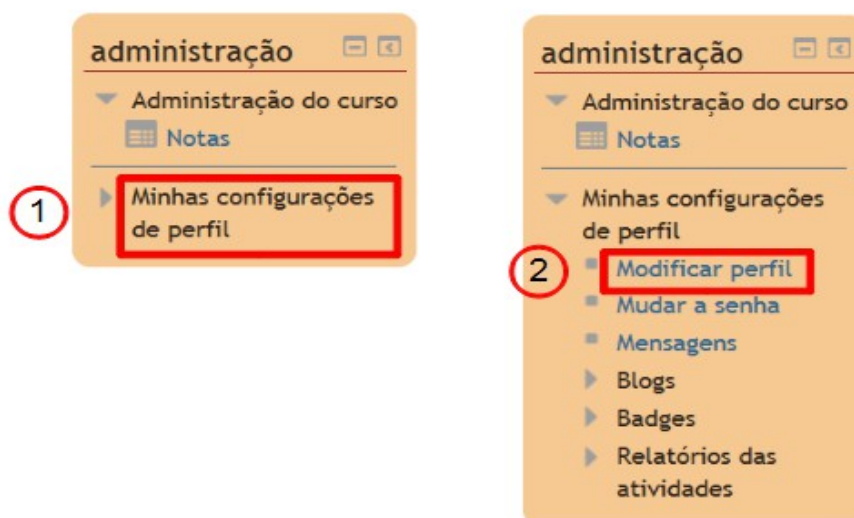 administração
Administração do curso
Notas
1
Minhas configurações
de perfil
administração
Administração do curso
Notas
Minhas configurações
de perfil
2
Modificar perfil
Mudar a senha
Mensagens
Blogs
Badges
Relatórios das
atividades